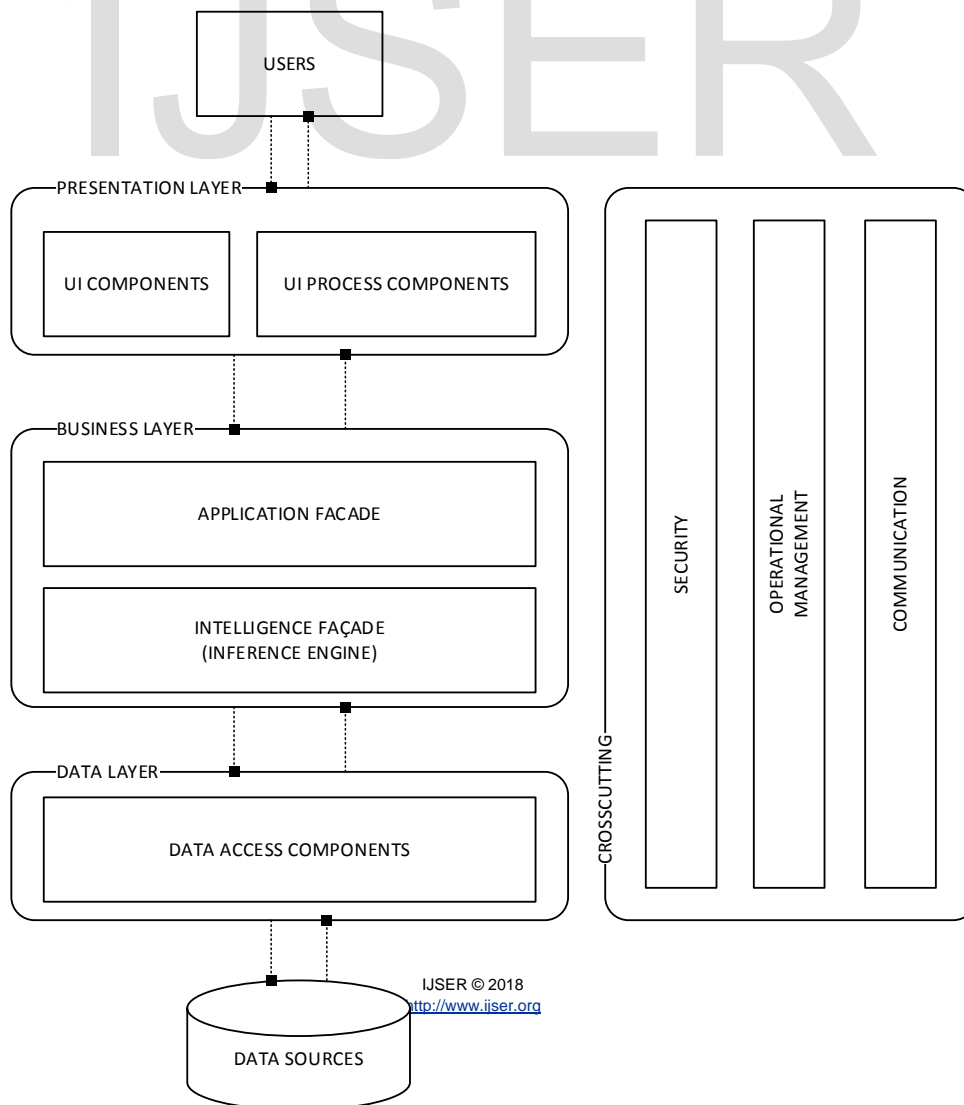 IJSER
USERS
PRESENTATION LAYER
UI COMPONENTS
UI PROCESS COMPONENTS
BUSINESS LAYER
APPLICATION FACADE
INTELLIGENCE FAÇADE
(INFERENCE ENGINE)
DATA LAYER
DATA ACCESS COMPONENTS
CROSSCUTTING
SECURITY
OPERATIONAL
MANAGEMENT
COMMUNICATION
IJSER © 2018
http://www.ijser.org
DATA SOURCES